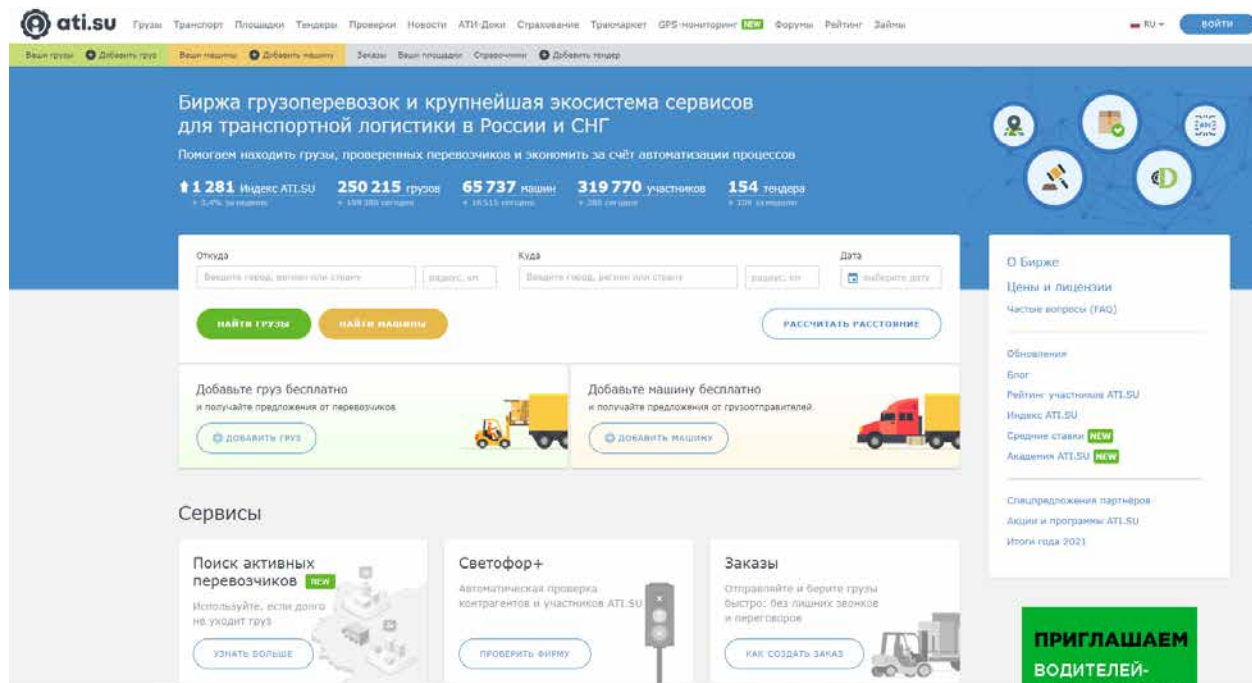 ati.su
Грузы Транспорт Площадки Тендеры Проверки Новости АТИ-Доки Страхование Тракмаркет GPS-мониторинг NEW Форумы Рейтинг Займы
RU
ВОЙТИ
Ваши грузы Добавить груз Ваши машины Добавить машину Заказы Ваши площадки Справочники Добавить тендер
Биржа грузоперевозок и крупнейшая экосистема сервисов
для транспортной логистики в России и СНГ
Помогаем находить грузы, проверенных перевозчиков и экономить за счёт автоматизации процессов
1 281 Индекс ATI.SU 250 215 грузов 65 737 машин 319 770 участников 154 тендера
Откуда Куда Дата
Введите город, регион или страну радиус, км Введите город, регион или страну радиус, км выберите дату
НАЙТИ ГРУЗЫ НАЙТИ МАШИНЫ РАССЧИТАТЬ РАССТОЯНИЕ
Добавьте груз бесплатно
и получайте предложения от перевозчиков
ДОБАВИТЬ ГРУЗ
Добавьте машину бесплатно
и получайте предложения от грузоотправителей
ДОБАВИТЬ МАШИНУ
О Бирже
Цены и лицензии
Частые вопросы (FAQ)
Обновления
Блог
Рейтинг участников ATI.SU
Индекс ATI.SU
Средние ставки NEW
Академия ATI.SU NEW
Спецпредложения партнёров
Акции и программы ATI.SU
Итоги года 2021
Сервисы
Поиск активных
перевозчиков NEW
Используйте, если долго
не уходит груз
УЗНАТЬ БОЛЬШЕ
Светофор+
Автоматическая проверка
контрагентов и участников ATI.SU
ПРОВЕРИТЬ ФИРМУ
Заказы
Отправляйте и берите грузы
быстро: без лишних звонков
и переговоров
КАК СОЗДАТЬ ЗАКАЗ
ПРИГЛАШАЕМ
ВОДИТЕЛЕЙ-